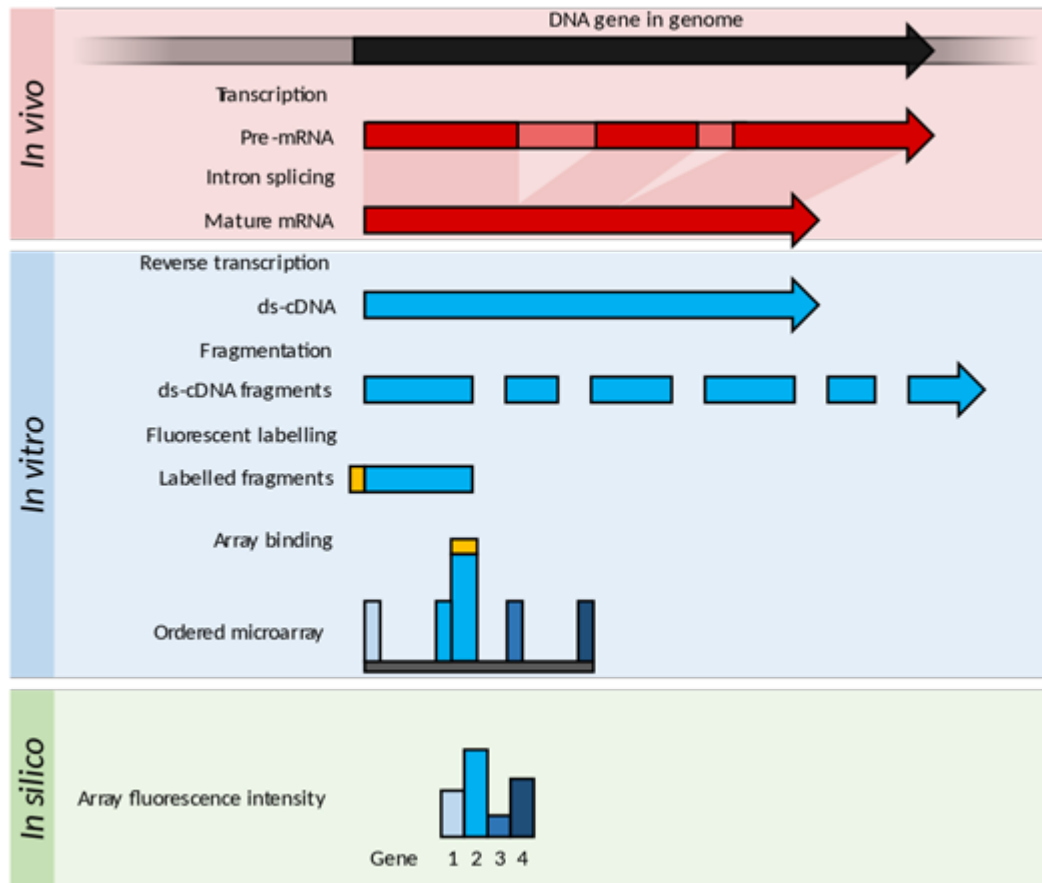 In vivo
DNA gene in genome
Transcription
Pre-mRNA
Intron splicing
Mature mRNA
In vitro
Reverse transcription
ds-cDNA
Fragmentation
ds-cDNA fragments
Fluorescent labelling
Labelled fragments
Array binding
Ordered microarray
In silico
Array fluorescence intensity
Gene 1 2 3 4